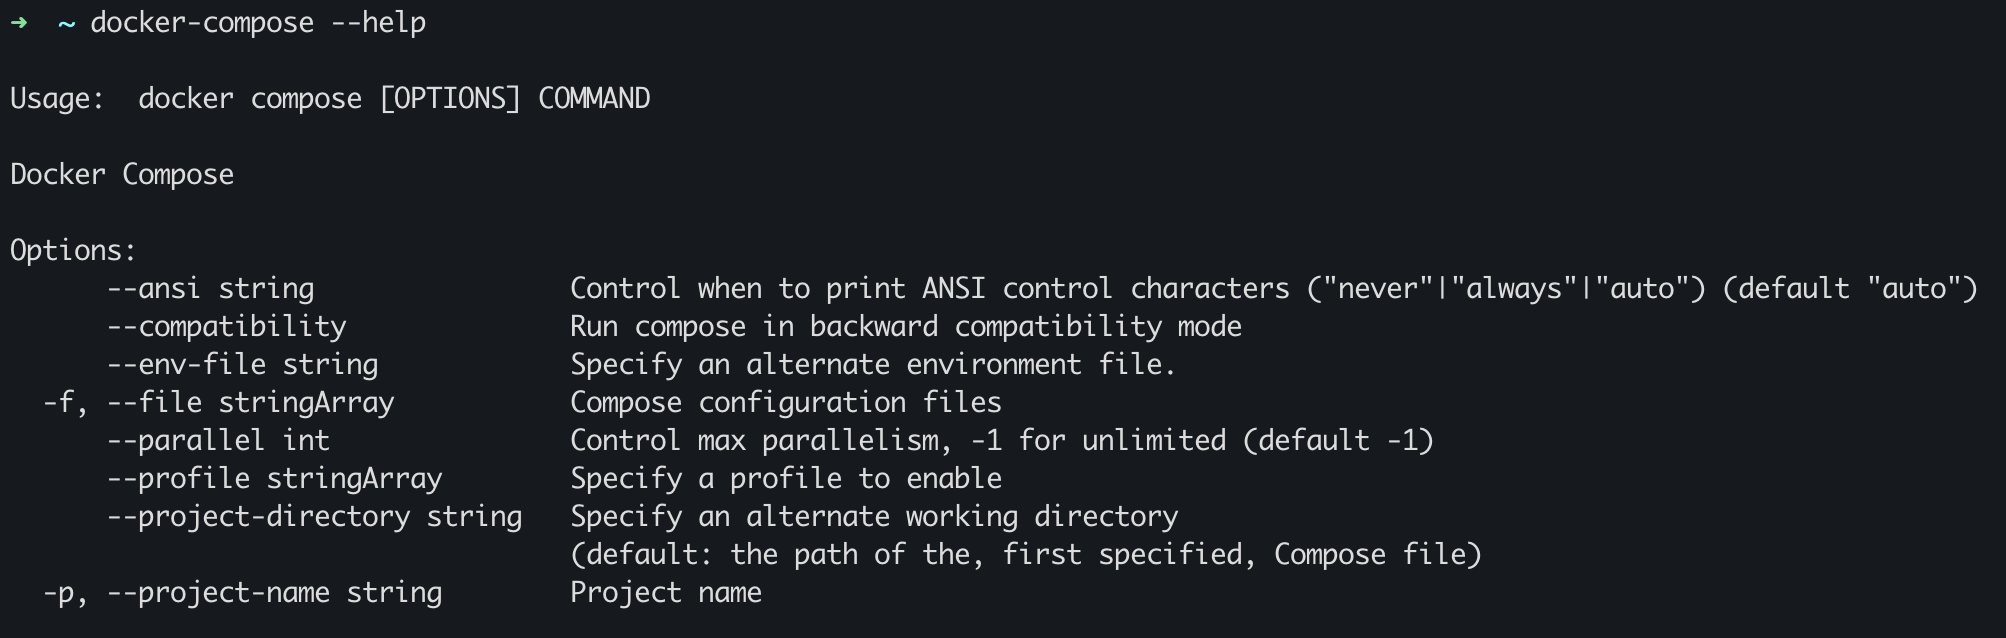 ➜  ~ docker-compose --help

Usage:  docker compose [OPTIONS] COMMAND

Docker Compose

Options:
      --ansi string                Control when to print ANSI control characters ("never"|"always"|"auto") (default "auto")
      --compatibility              Run compose in backward compatibility mode
      --env-file string            Specify an alternate environment file.
  -f, --file stringArray           Compose configuration files
      --parallel int               Control max parallelism, -1 for unlimited (default -1)
      --profile stringArray        Specify a profile to enable
      --project-directory string   Specify an alternate working directory
                                   (default: the path of the, first specified, Compose file)
  -p, --project-name string        Project name